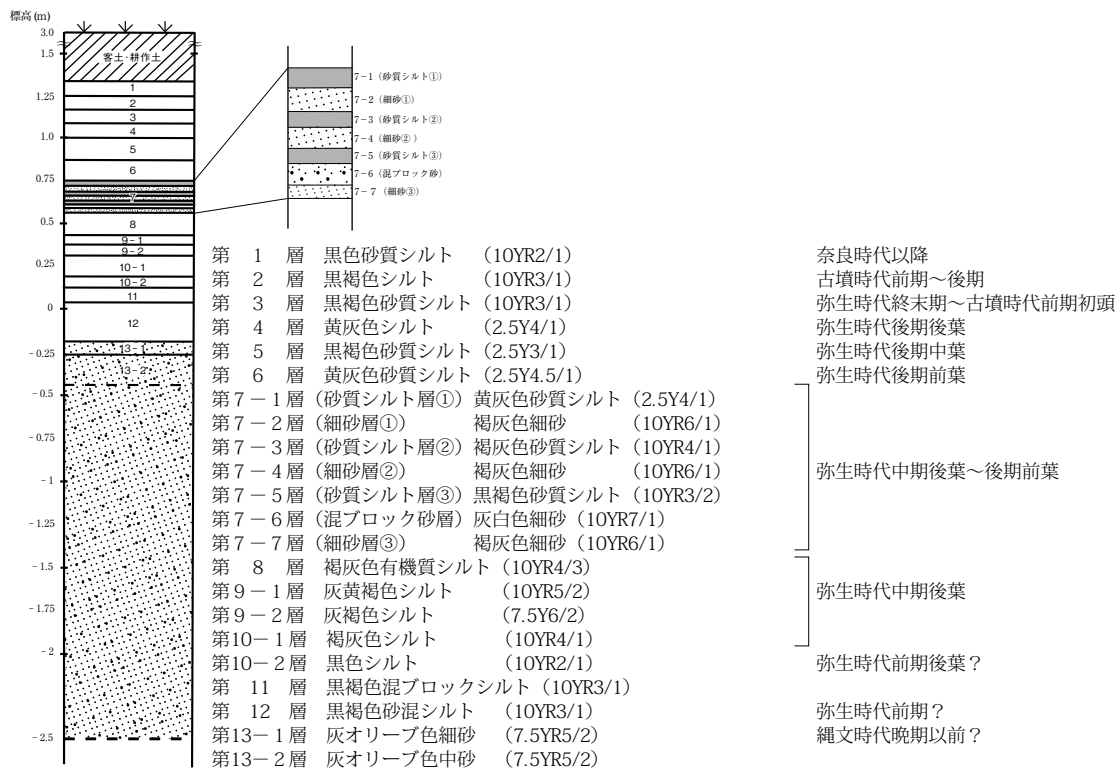 標高(m)
3.0
1.5
客土・耕作土
1
1.25
2
3
1.0
4
5
6
0.75
7
8
0.5
9-1
9-2
0.25
10-1
10-2
11
0
12
-0.25
13-1
13-2
-0.5
-0.75
-1
-1.25
-1.5
-1.75
-2
-2.5
7-1（砂質シルト①）
7-2（細砂①）
7-3（砂質シルト②）
7-4（細砂②）
7-5（砂質シルト③）
7-6（混ブロック砂）
7-7（細砂③）
第 1 層 黒色砂質シルト (10YR2/1) 奈良時代以降
第 2 層 黒褐色シルト (10YR3/1) 古墳時代前期～後期
第 3 層 黒褐色砂質シルト (10YR3/1) 弥生時代終末期～古墳時代前期初頭
第 4 層 黄灰色シルト (2.5Y4/1) 弥生時代後期後葉
第 5 層 黒褐色砂質シルト (2.5Y3/1) 弥生時代後期中葉
第 6 層 黄灰色砂質シルト (2.5Y4.5/1) 弥生時代後期前葉
第7－1層（砂質シルト層①）黄灰色砂質シルト (2.5Y4/1)
第7－2層（細砂層①） 褐灰色細砂 (10YR6/1)
第7－3層（砂質シルト層②）褐灰色砂質シルト (10YR4/1)
第7－4層（細砂層②） 褐灰色細砂 (10YR6/1) 弥生時代中期後葉～後期前葉
第7－5層（砂質シルト層③）黒褐色砂質シルト (10YR3/2)
第7－6層（混ブロック砂層）灰白色細砂 (10YR7/1)
第7－7層（細砂層③） 褐灰色細砂 (10YR6/1)
第 8 層 褐灰色有機質シルト (10YR4/3)
第9－1層 灰黄褐色シルト (10YR5/2) 弥生時代中期後葉
第9－2層 灰褐色シルト (7.5Y6/2)
第10－1層 褐灰色シルト (10YR4/1)
第10－2層 黒色シルト (10YR2/1) 弥生時代前期後葉？
第 11 層 黒褐色混ブロックシルト (10YR3/1)
第 12 層 黒褐色砂混シルト (10YR3/1) 弥生時代前期？
第13－1層 灰オリーブ色細砂 (7.5YR5/2) 縄文時代晩期以前？
第13－2層 灰オリーブ色中砂 (7.5YR5/2)